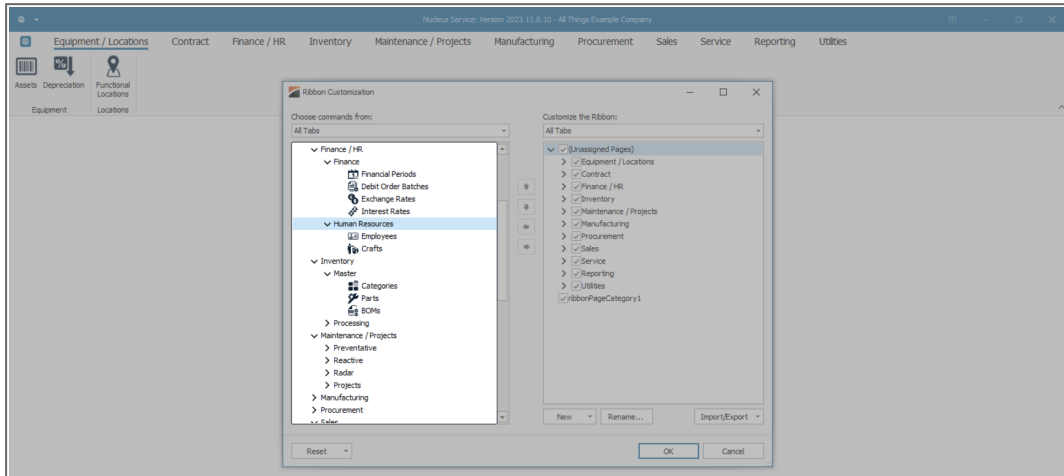 Nucleus Service: Version 2023.11.0.10 - All Things Example Company
Equipment / Locations Contract Finance / HR Inventory Maintenance / Projects Manufacturing Procurement Sales Service Reporting Utilities
Assets Depreciation Functional Locations
Equipment Locations
Ribbon Customization
Choose commands from:
All Tabs
Finance / HR
Finance
Financial Periods
Debit Order Batches
Exchange Rates
Interest Rates
Human Resources
Employees
Crafts
Inventory
Master
Categories
Parts
BOMs
Processing
Maintenance / Projects
Preventative
Reactive
Radar
Projects
Manufacturing
Procurement
Sales
Customize the Ribbon:
All Tabs
(Unassigned Pages)
Equipment / Locations
Contract
Finance / HR
Inventory
Maintenance / Projects
Manufacturing
Procurement
Sales
Service
Reporting
Utilities
ribbonPageCategory1
New Rename... Import/Export
Reset OK Cancel